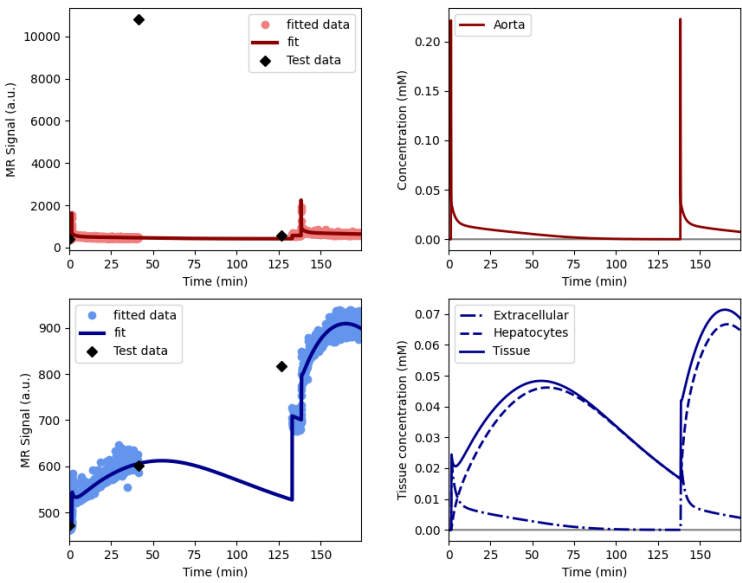 MR Signal (a.u.)
10000
8000
6000
4000
2000
0
fitted data
fit
Test data
0 25 50 75 100 125 150
Time (min)
Concentration (mM)
0.20
0.15
0.10
0.05
0.00
Aorta
0 25 50 75 100 125 150
Time (min)
MR Signal (a.u.)
900
800
700
600
500
fitted data
fit
Test data
0 25 50 75 100 125 150
Time (min)
Tissue concentration (mM)
0.07
0.06
0.05
0.04
0.03
0.02
0.01
0.00
Extracellular
Hepatocytes
Tissue
0 25 50 75 100 125 150
Time (min)